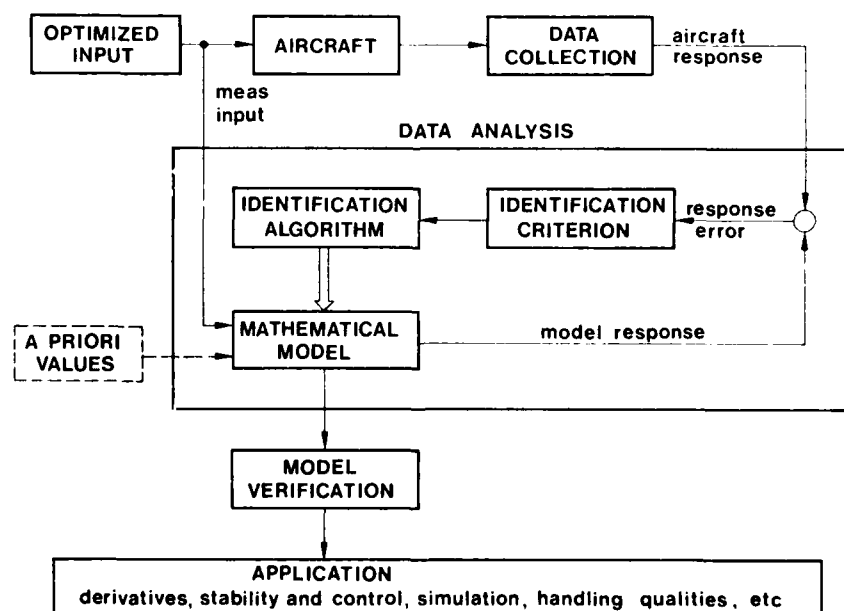 OPTIMIZED
INPUT
AIRCRAFT
DATA
COLLECTION
aircraft
response
meas
input
DATA ANALYSIS
IDENTIFICATION
ALGORITHM
IDENTIFICATION
CRITERION
response
error
A PRIORI
VALUES
MATHEMATICAL
MODEL
model response
MODEL
VERIFICATION
APPLICATION
derivatives, stability and control, simulation, handling qualities, etc